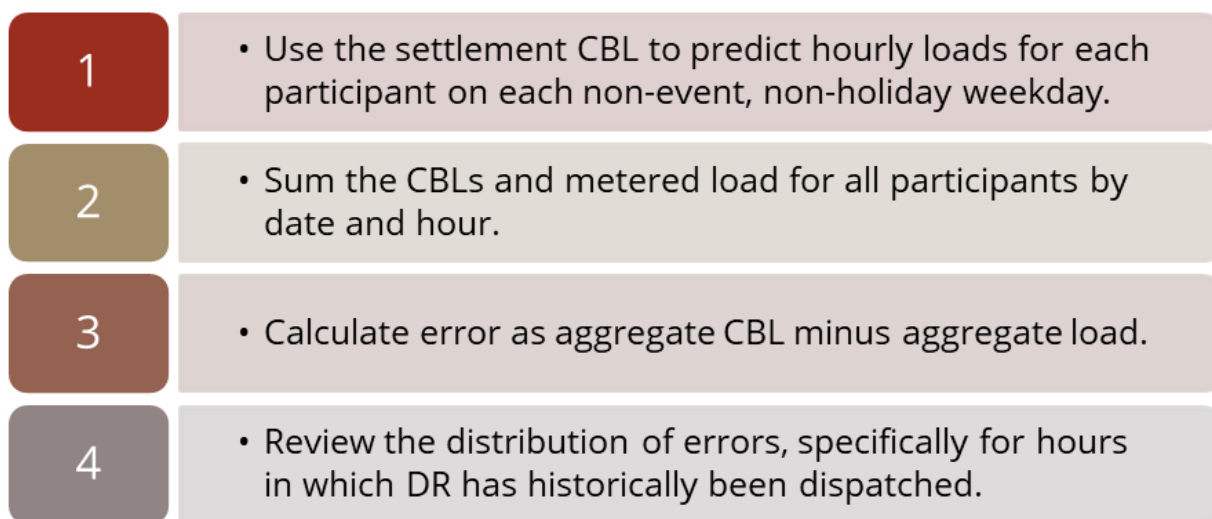 1
• Use the settlement CBL to predict hourly loads for each
participant on each non-event, non-holiday weekday.
2
• Sum the CBLs and metered load for all participants by
date and hour.
3
• Calculate error as aggregate CBL minus aggregate load.
4
• Review the distribution of errors, specifically for hours
in which DR has historically been dispatched.